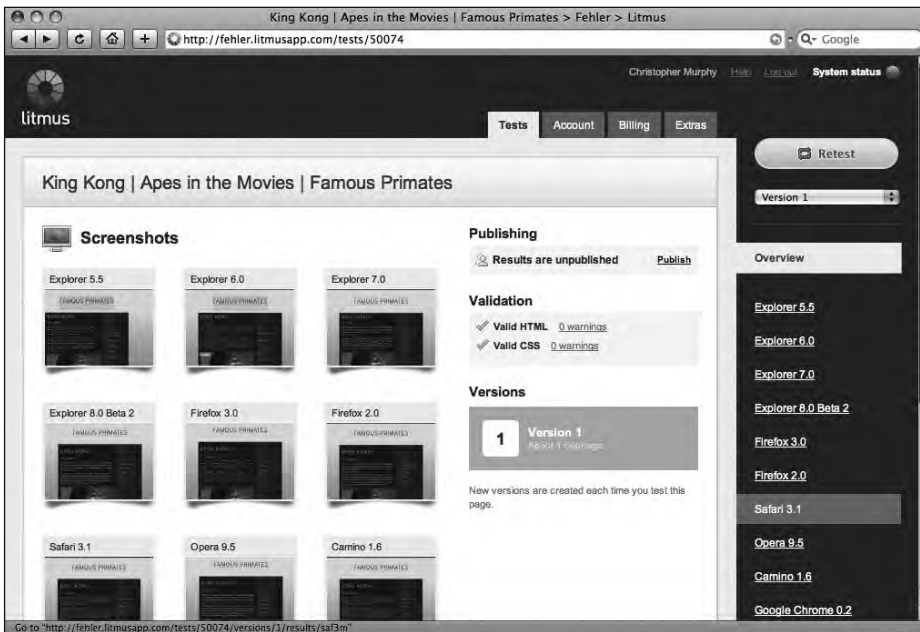 King Kong | Apes in the Movies | Famous Primates > Fehler > Litmus
http://fehler.litmusapp.com/tests/50074
Google
Christopher Murphy Help Log out System status
litmus
Tests Account Billing Extras
Retest
King Kong | Apes in the Movies | Famous Primates
Version 1
Screenshots
Publishing
Results are unpublished Publish
Overview
Explorer 5.5
Explorer 6.0
Explorer 7.0
FAMOUS PRIMATES
FAMOUS PRIMATES
FAMOUS PRIMATES
Validation
Valid HTML 0 warnings
Valid CSS 0 warnings
Explorer 5.5
Explorer 6.0
Explorer 7.0
Versions
Explorer 8.0 Beta 2
Firefox 3.0
Firefox 2.0
FAMOUS PRIMATES
FAMOUS PRIMATES
FAMOUS PRIMATES
1
Version 1
About 1 hour ago
New versions are created each time you test this
page.
Explorer 8.0 Beta 2
Firefox 3.0
Firefox 2.0
Safari 3.1
Safari 3.1
Opera 9.5
Camino 1.6
FAMOUS PRIMATES
FAMOUS PRIMATES
FAMOUS PRIMATES
Opera 9.5
Camino 1.6
Google Chrome 0.2
Go to "http://fehler.litmusapp.com/tests/50074/versions/1/results/saf3m"